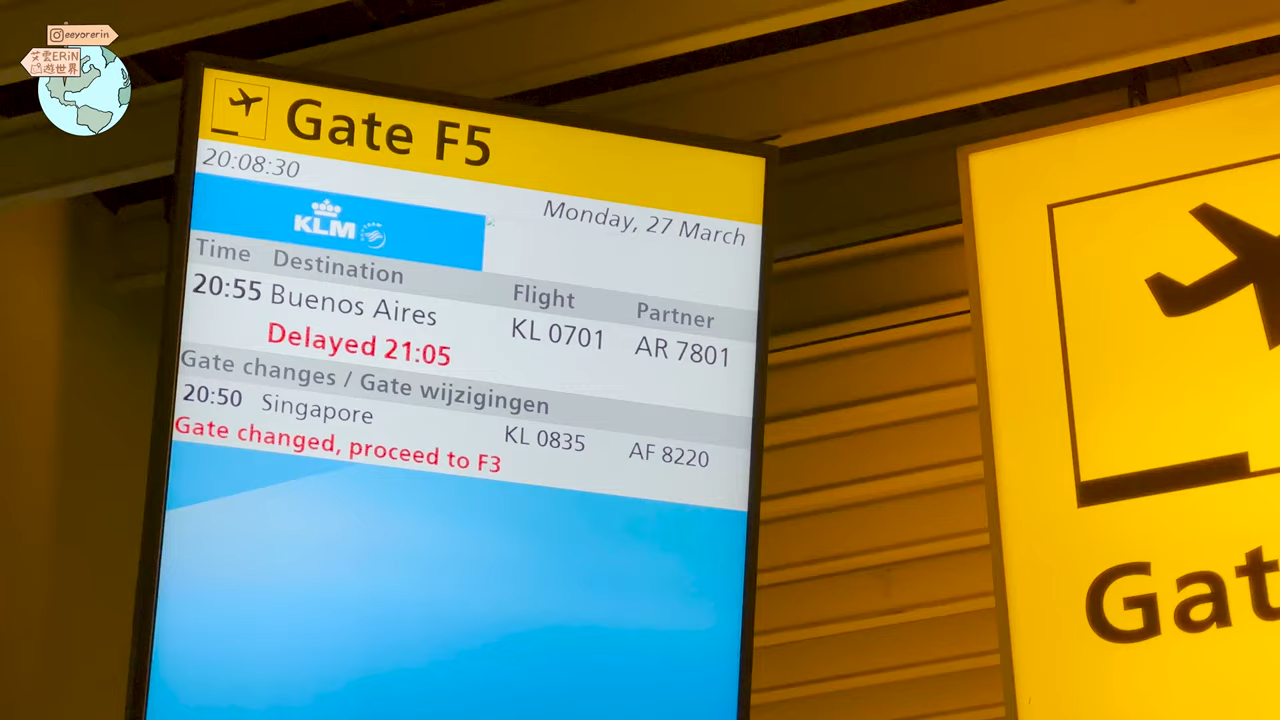 eeyorerin
艾雲ERiN
遊世界
Gate F5
20:08:30
Monday, 27 March
KLM
Time Destination Flight Partner
20:55 Buenos Aires KL 0701 AR 7801
Delayed 21:05
Gate changes / Gate wijzigingen
20:50 Singapore KL 0835 AF 8220
Gate changed, proceed to F3
Gat